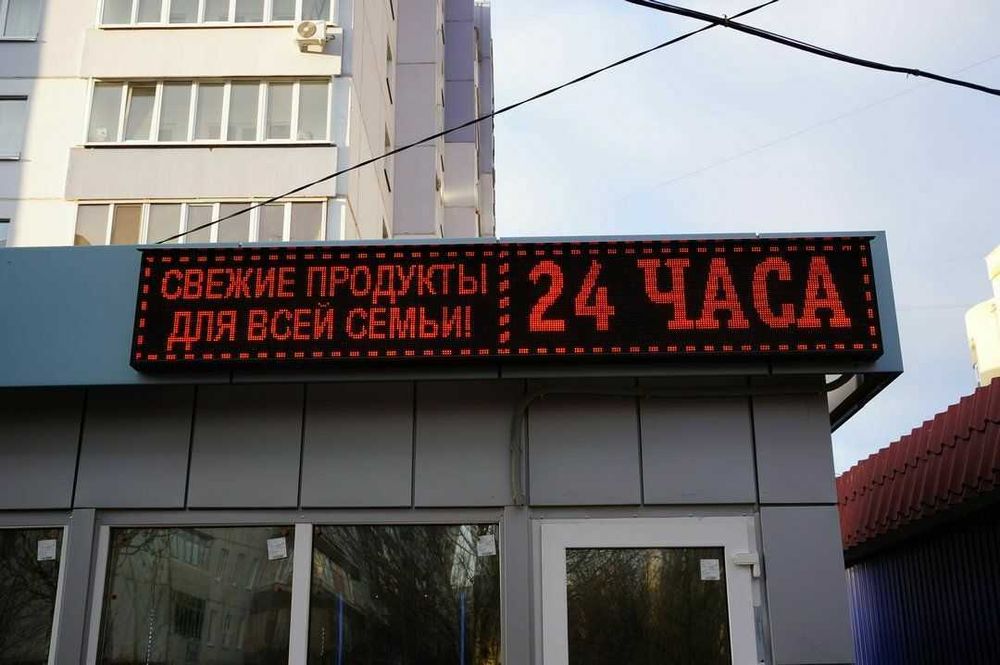 СВЕЖИЕ ПРОДУКТЫ
ДЛЯ ВСЕЙ СЕМЬИ!
24 ЧАСА